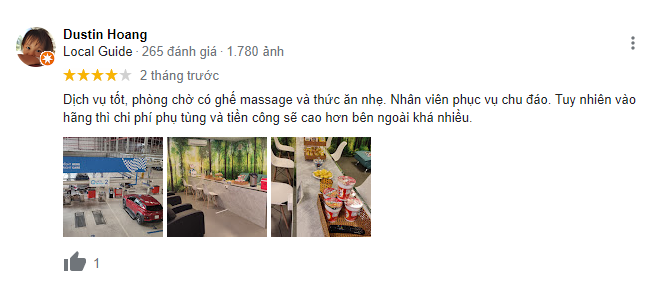 Dustin Hoang
Local Guide · 265 đánh giá · 1.780 ảnh
2 tháng trước
Dịch vụ tốt, phòng chờ có ghế massage và thức ăn nhẹ. Nhân viên phục vụ chu đáo. Tuy nhiên vào
hãng thì chi phí phụ tùng và tiền công sẽ cao hơn bên ngoài khá nhiều.
1